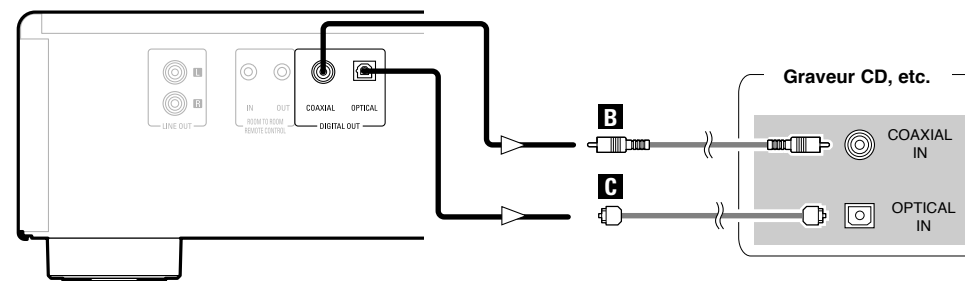 L
R
LINE OUT
IN OUT
ROOM TO ROOM
REMOTE CONTROL
COAXIAL OPTICAL
DIGITAL OUT
B
C
Graveur CD, etc.
COAXIAL
IN
OPTICAL
IN